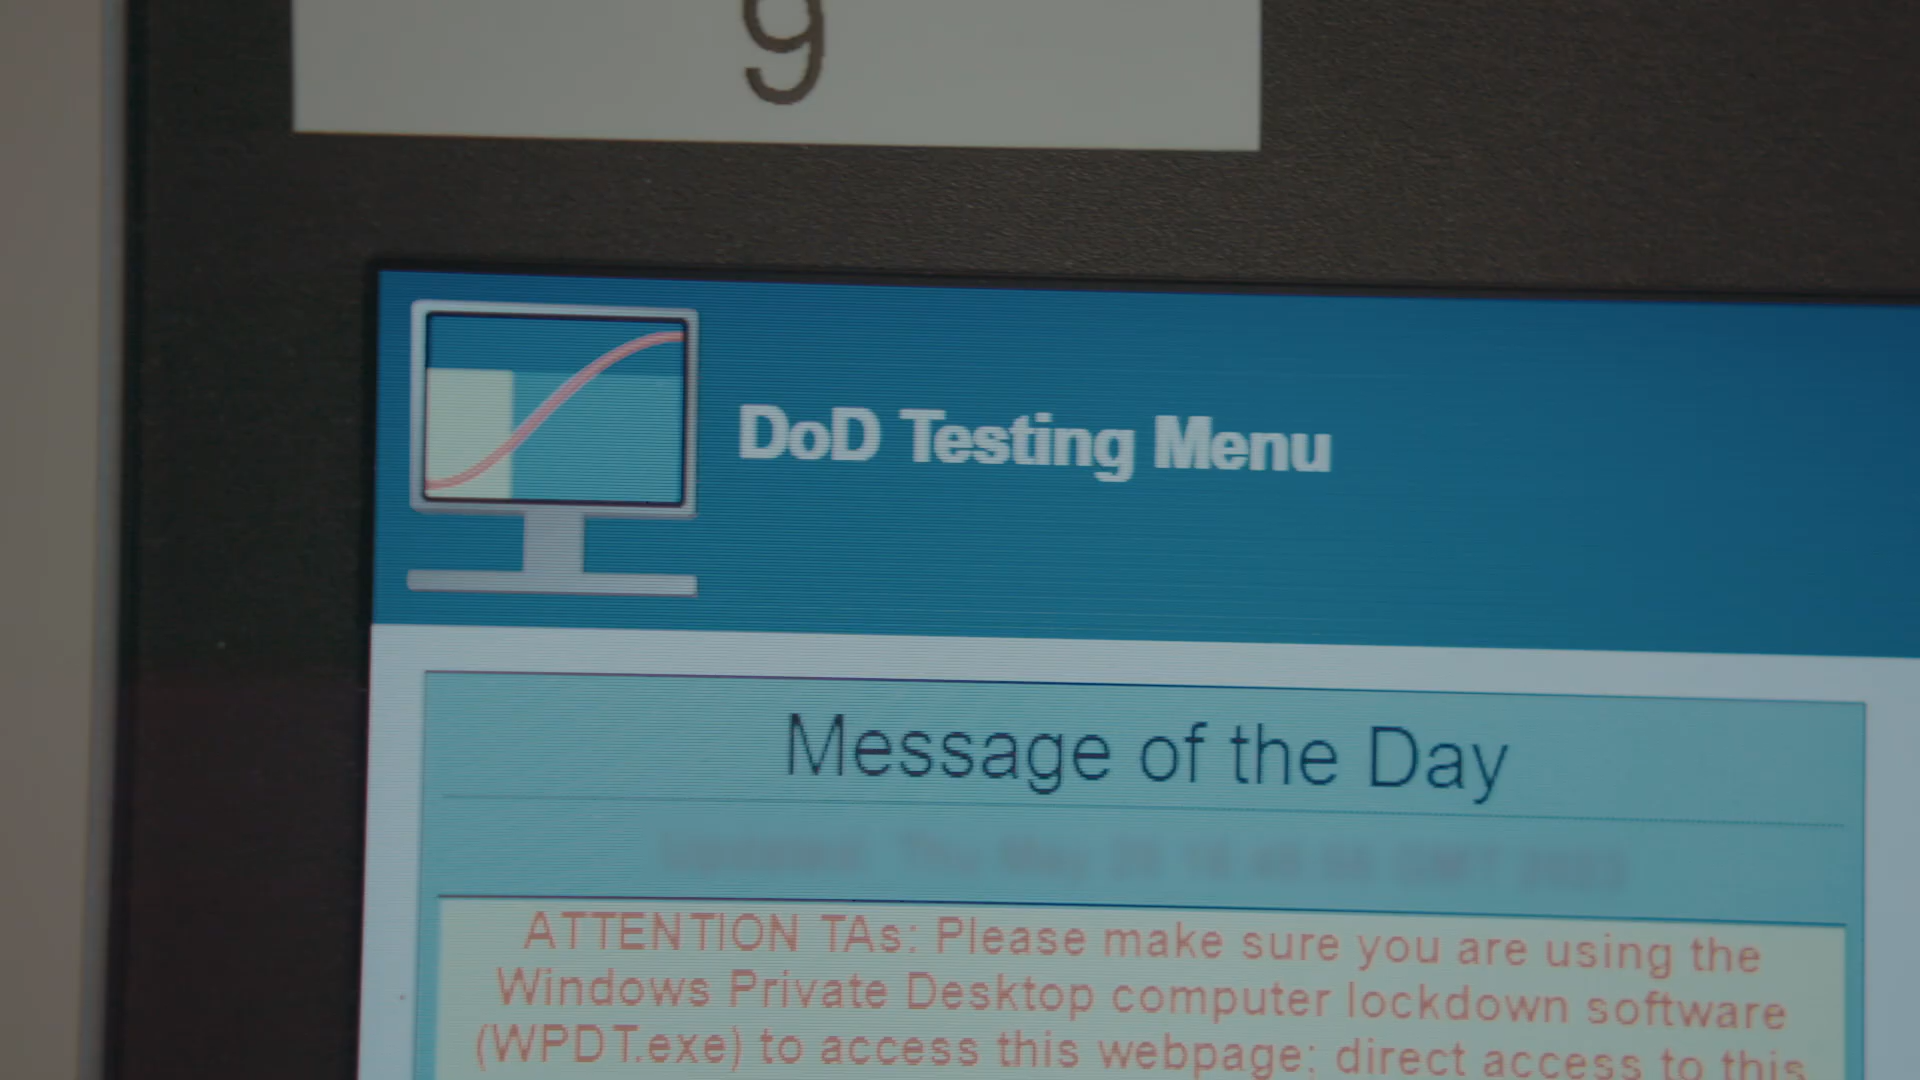 9
DoD Testing Menu
Message of the Day
ATTENTION TAs: Please make sure you are using the
Windows Private Desktop computer lockdown software
(WPDT.exe) to access this webpage; direct access to this